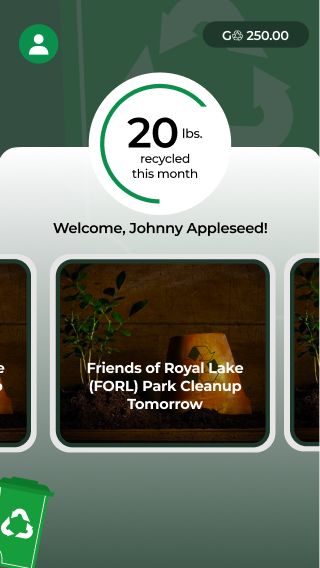 G♲ 250.00
20 lbs.
recycled
this month
Welcome, Johnny Appleseed!
Friends of Royal Lake
(FORL) Park Cleanup
Tomorrow